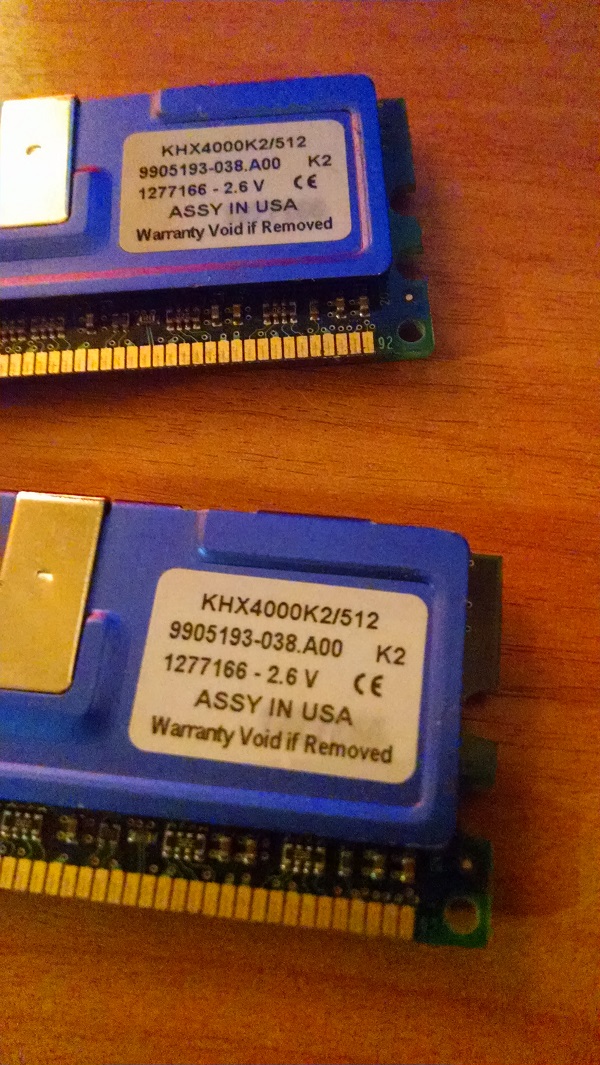 KHX4000K2/512
9905193-038.A00 K2
1277166 - 2.6 V CE
ASSY IN USA
Warranty Void if Removed
92
KHX4000K2/512
9905193-038.A00 K2
1277166 - 2.6 V CE
ASSY IN USA
Warranty Void if Removed